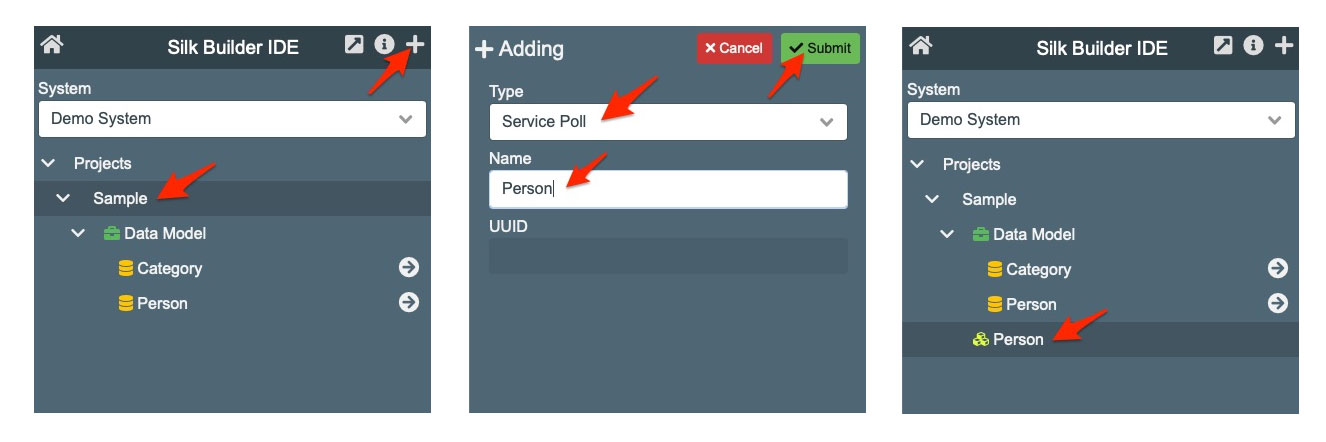 Silk Builder IDE
System
Demo System
Projects
Sample
Data Model
Category
Person
Adding
Cancel
Submit
Type
Service Poll
Name
Person
UUID
Silk Builder IDE
System
Demo System
Projects
Sample
Data Model
Category
Person
Person